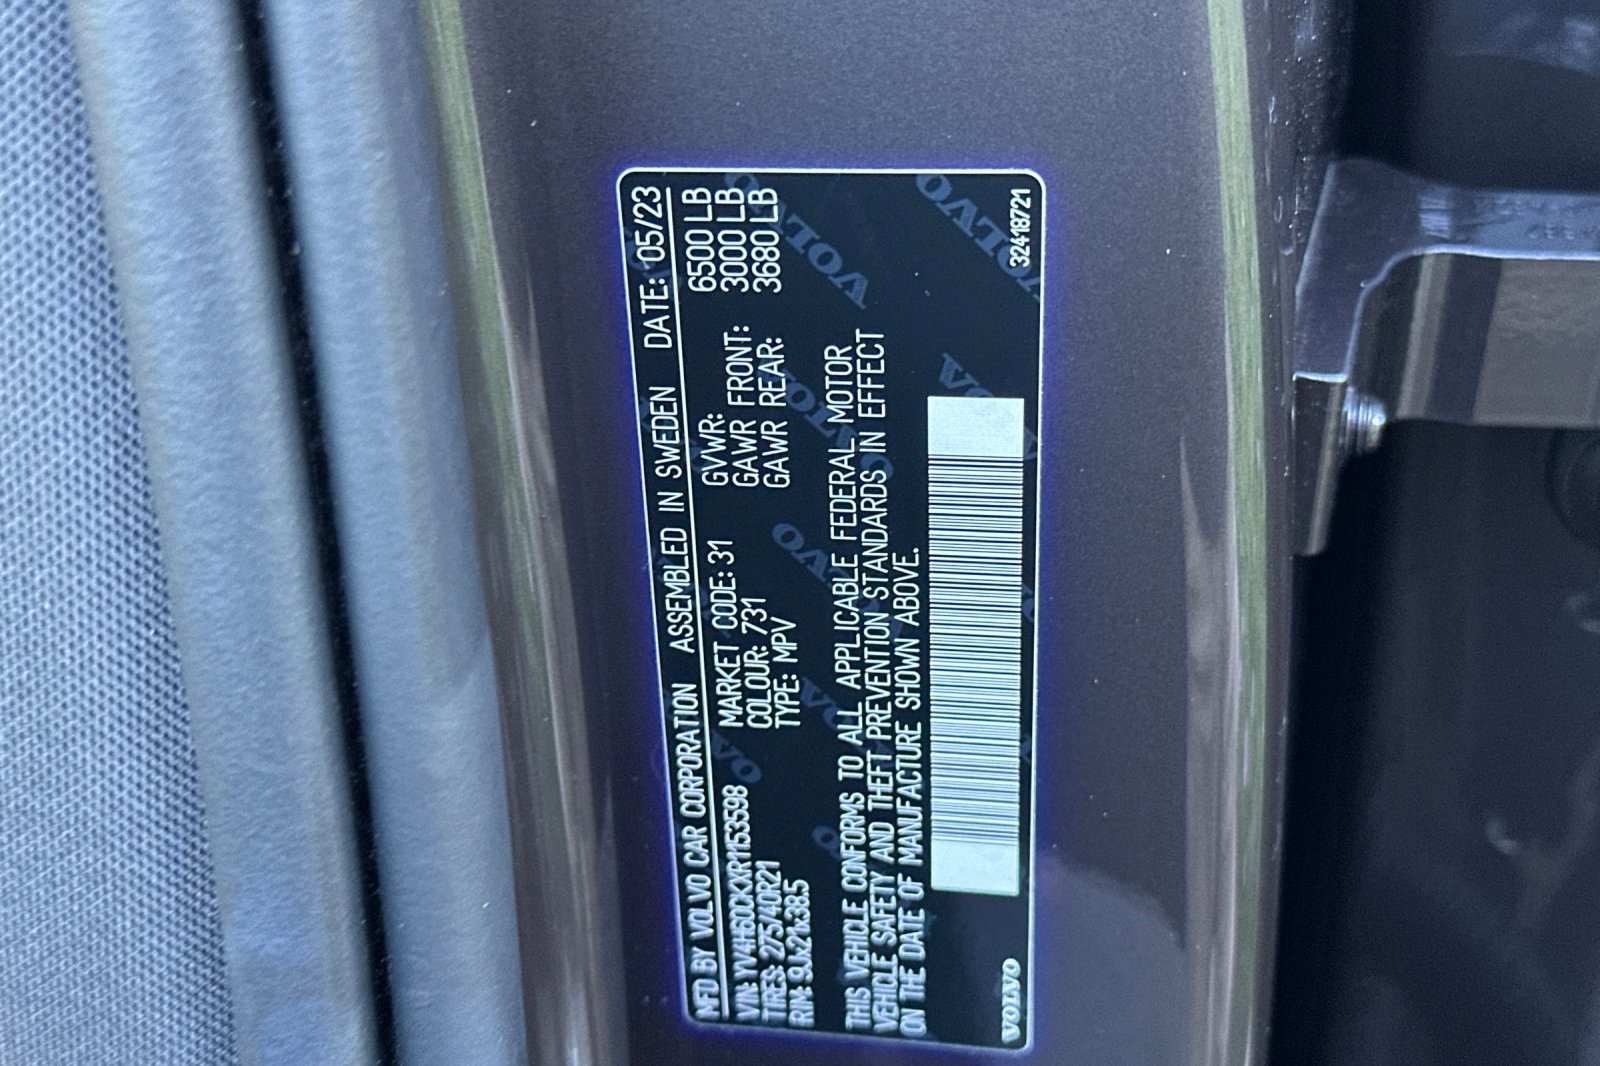 MFD BY VOLVO CAR CORPORATION ASSEMBLED IN SWEDEN DATE: 05/23
VIN: YV4H60CKXR1153598 MARKET CODE: 31 GVWR: 6500 LB
TIRES: 275/40R21 COLOUR: 731 GAWR FRONT: 3000 LB
RIM: 9Jx21x38.5 TYPE: MPV GAWR REAR: 3680 LB
THIS VEHICLE CONFORMS TO ALL APPLICABLE FEDERAL MOTOR
VEHICLE SAFETY AND THEFT PREVENTION STANDARDS IN EFFECT
ON THE DATE OF MANUFACTURE SHOWN ABOVE.
VOLVO 32418721